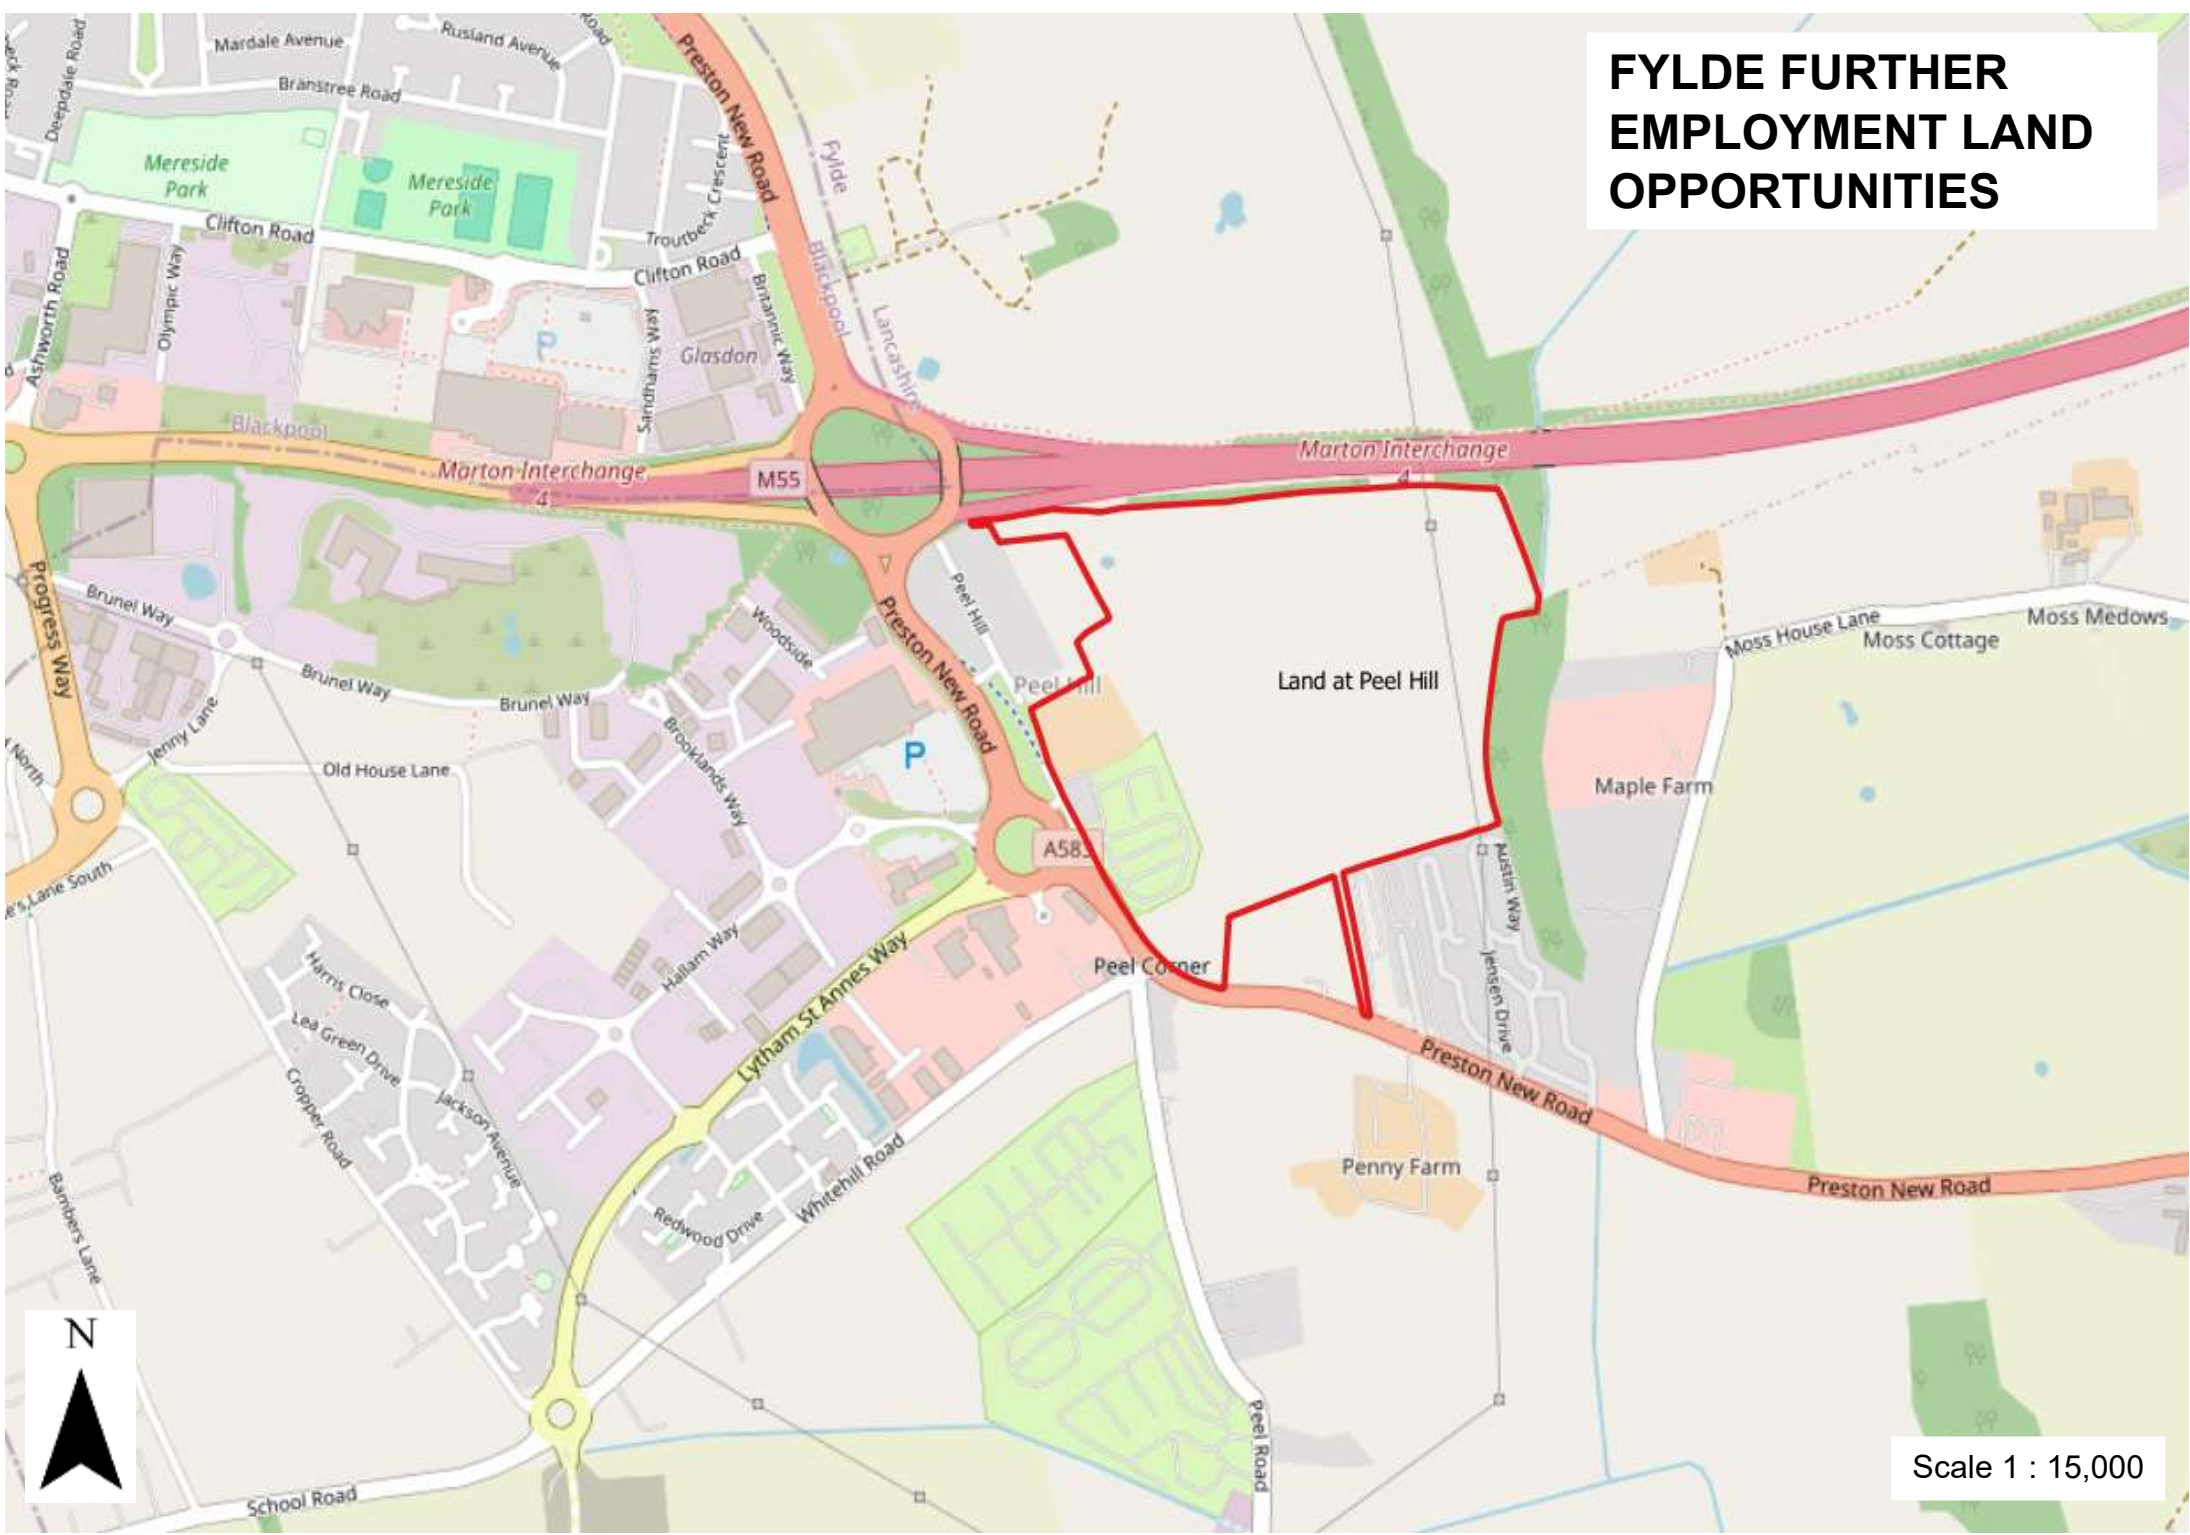 FYLDE FURTHER
EMPLOYMENT LAND
OPPORTUNITIES
Mardale Avenue
Rusland Avenue
Road
Deepdale Road
Branstree Road
Preston New Road
Mereside
Park
Mereside
Park
Troutbeck Crescent
Fylde
Blackpool
Lancashire
Clifton Road
Clifton Road
Ashworth Road
Olympic Way
Sandhams Way
Britannic Way
Glasdon
P
Blackpool
Marton Interchange
4
M55
Marton Interchange
4
Progress Way
Brunel Way
Brunel Way
Brunel Way
Jenny Lane
Old House Lane
Woodside
Brooklands Way
Preston New Road
Peel Hill
Peel Hill
P
Land at Peel Hill
Moss House Lane
Moss Cottage
Moss Medows
Maple Farm
A583
North
Lane South
Hallam Way
Lytham St Annes Way
Peel Corner
Austin Way
Jensen Drive
Preston New Road
Harris Close
Lea Green Drive
Jackson Avenue
Cropper Road
Bambers Lane
Redwood Drive
Whitehill Road
Penny Farm
Preston New Road
Peel Road
School Road
N
Scale 1 : 15,000